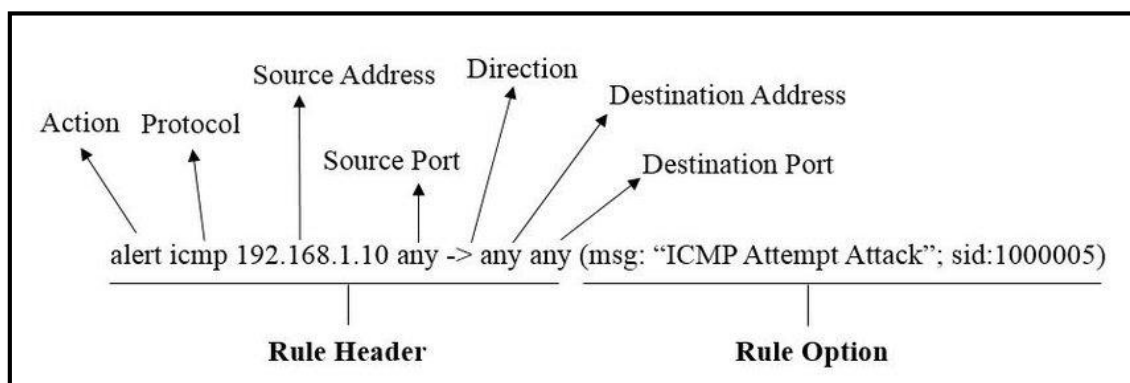 Source Address
Direction
Destination Address
Action
Protocol
Source Port
Destination Port
alert icmp 192.168.1.10 any -> any any (msg: “ICMP Attempt Attack”; sid:1000005)
Rule Header
Rule Option